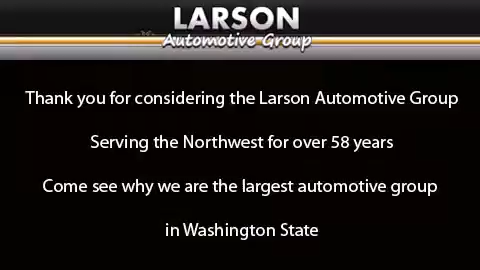 LARSON
Automotive Group
Thank you for considering the Larson Automotive Group
Serving the Northwest for over 58 years
Come see why we are the largest automotive group
in Washington State